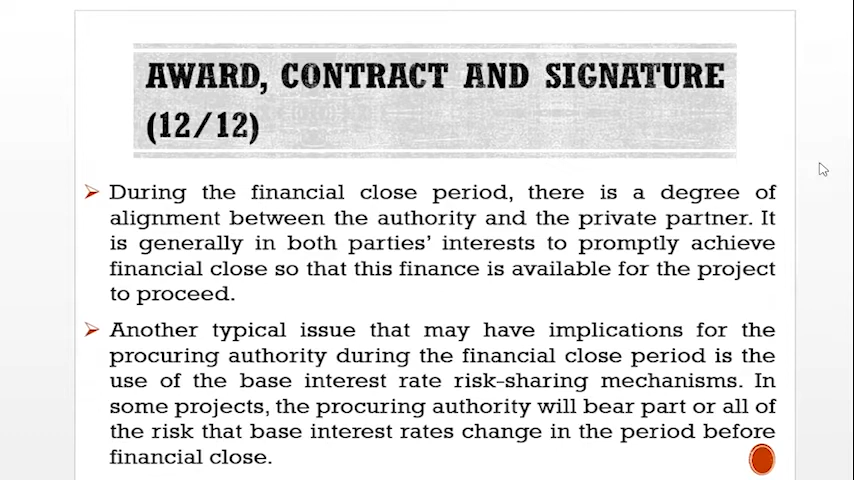 AWARD, CONTRACT AND SIGNATURE
(12/12)
During the financial close period, there is a degree of
alignment between the authority and the private partner. It
is generally in both parties' interests to promptly achieve
financial close so that this finance is available for the project
to proceed.
Another typical issue that may have implications for the
procuring authority during the financial close period is the
use of the base interest rate risk-sharing mechanisms. In
some projects, the procuring authority will bear part or all of
the risk that base interest rates change in the period before
financial close.